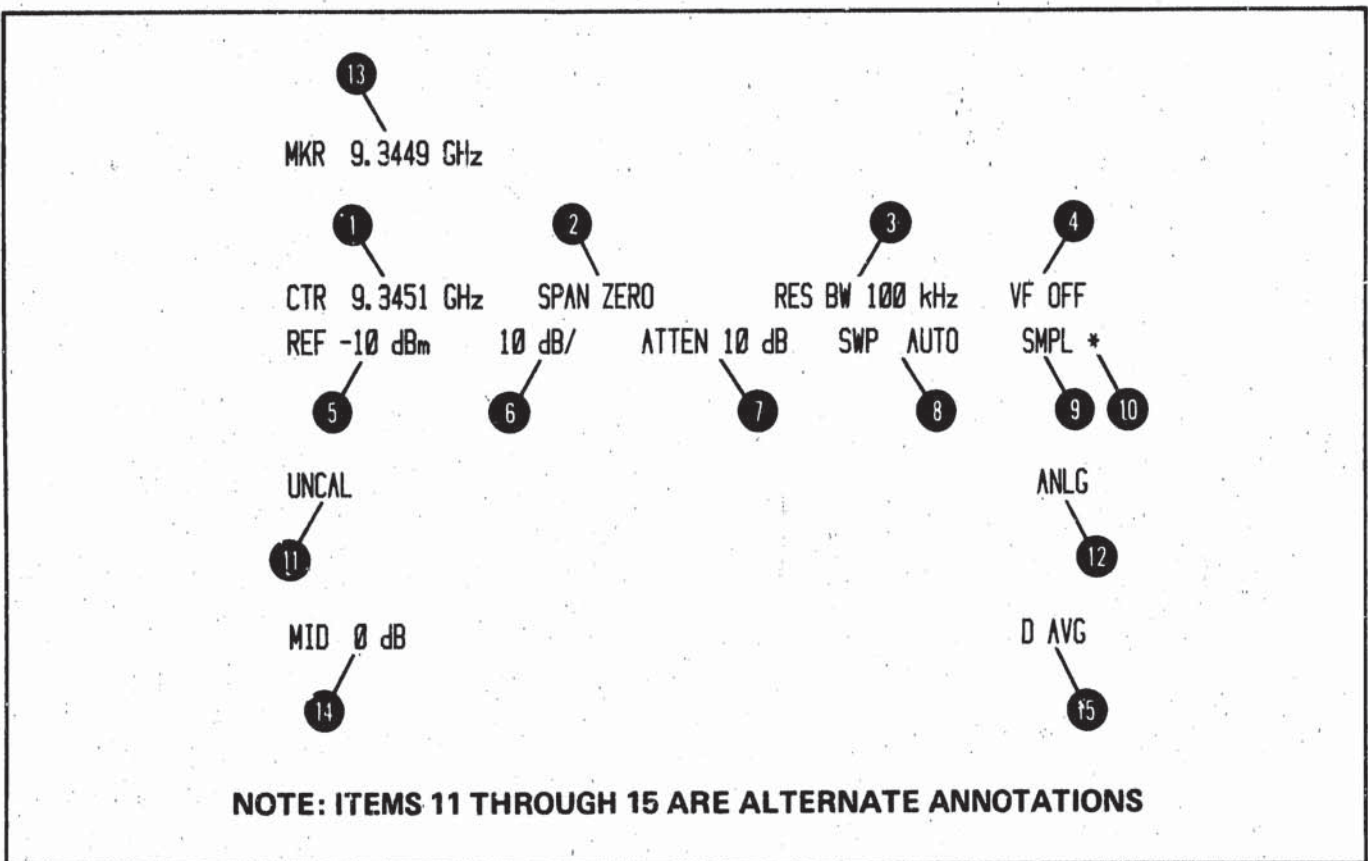 13
MKR 9.3449 GHz
1 2 3 4
CTR 9.3451 GHz SPAN ZERO RES BW 100 kHz VF OFF
REF -10 dBm 10 dB/ ATTEN 10 dB SWP AUTO SMPL *
5 6 7 8 9 10
UNCAL ANLG
11 12
MID 0 dB D AVG
14 15
NOTE: ITEMS 11 THROUGH 15 ARE ALTERNATE ANNOTATIONS